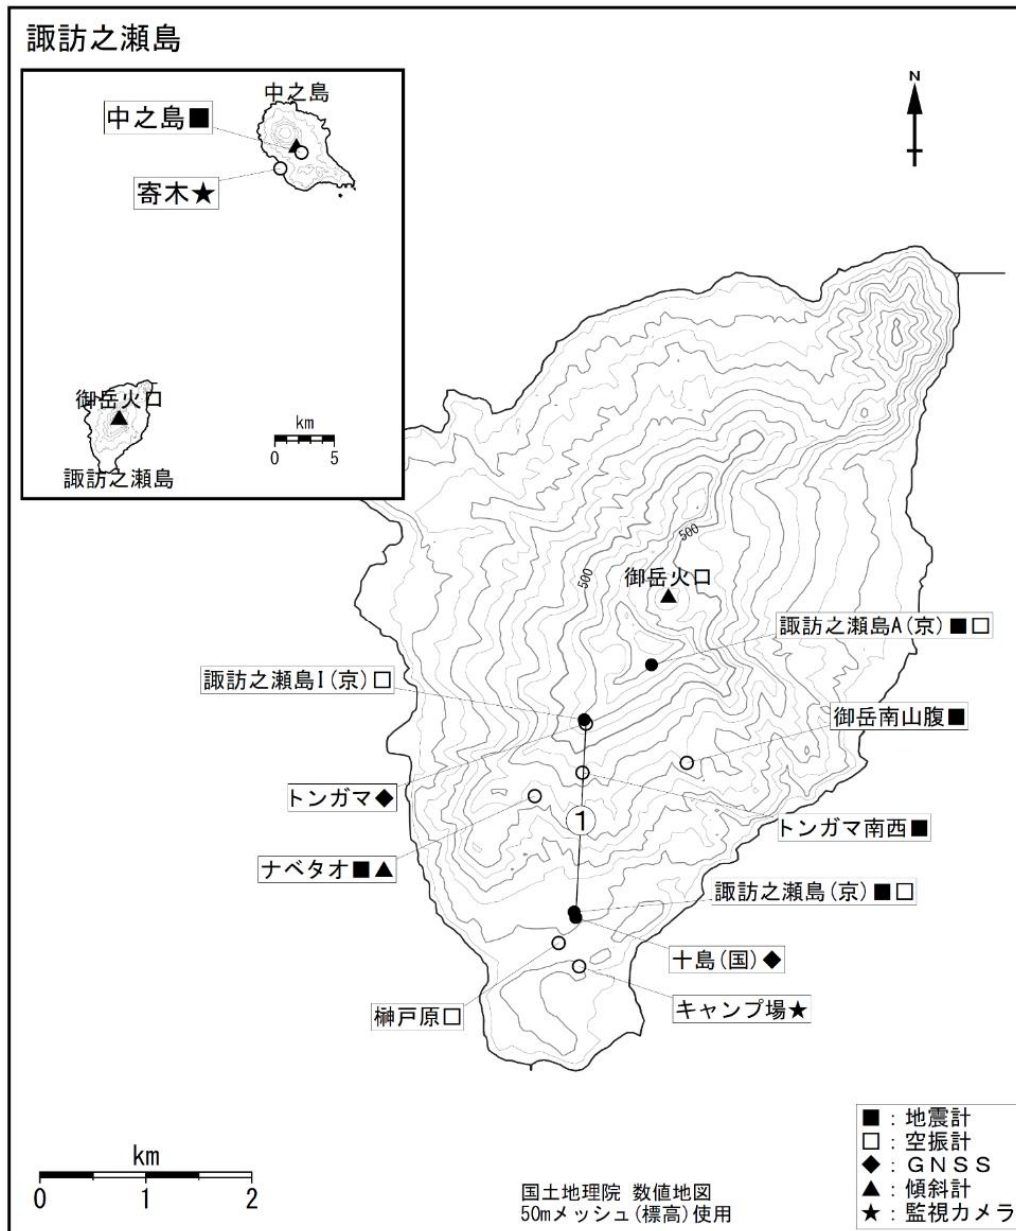 諏訪之瀬島
中之島
中之島■
寄木★
御岳火口
諏訪之瀬島
km
0 5
N
500
500
御岳火口
諏訪之瀬島A(京)■□
諏訪之瀬島I(京)□
御岳南山腹■
トンガマ◆
①
トンガマ南西■
ナベタオ■▲
諏訪之瀬島(京)■□
十島(国)◆
榊戸原□
キャンプ場★
km
0 1 2
国土地理院 数値地図
50mメッシュ(標高)使用
■：地震計
□：空振計
◆：GNSS
▲：傾斜計
★：監視カメラ